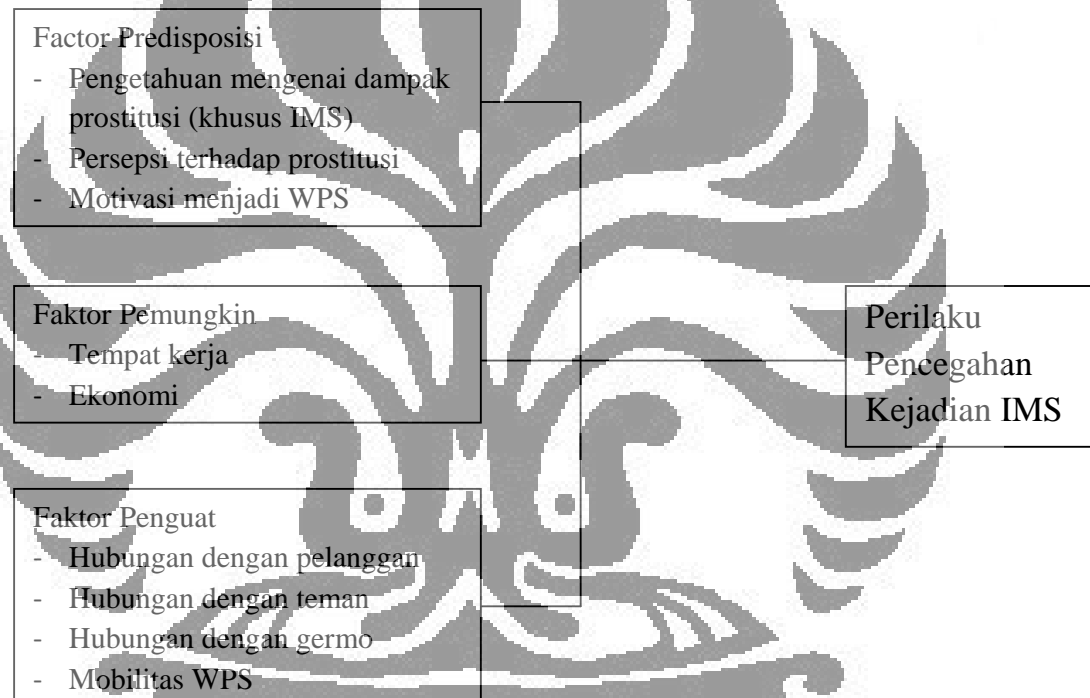 Factor Predisposisi
- Pengetahuan mengenai dampak
prostitusi (khusus IMS)
- Persepsi terhadap prostitusi
- Motivasi menjadi WPS
Faktor Pemungkin
- Tempat kerja
- Ekonomi
Faktor Penguat
- Hubungan dengan pelanggan
- Hubungan dengan teman
- Hubungan dengan germo
- Mobilitas WPS
Perilaku
Pencegahan
Kejadian IMS